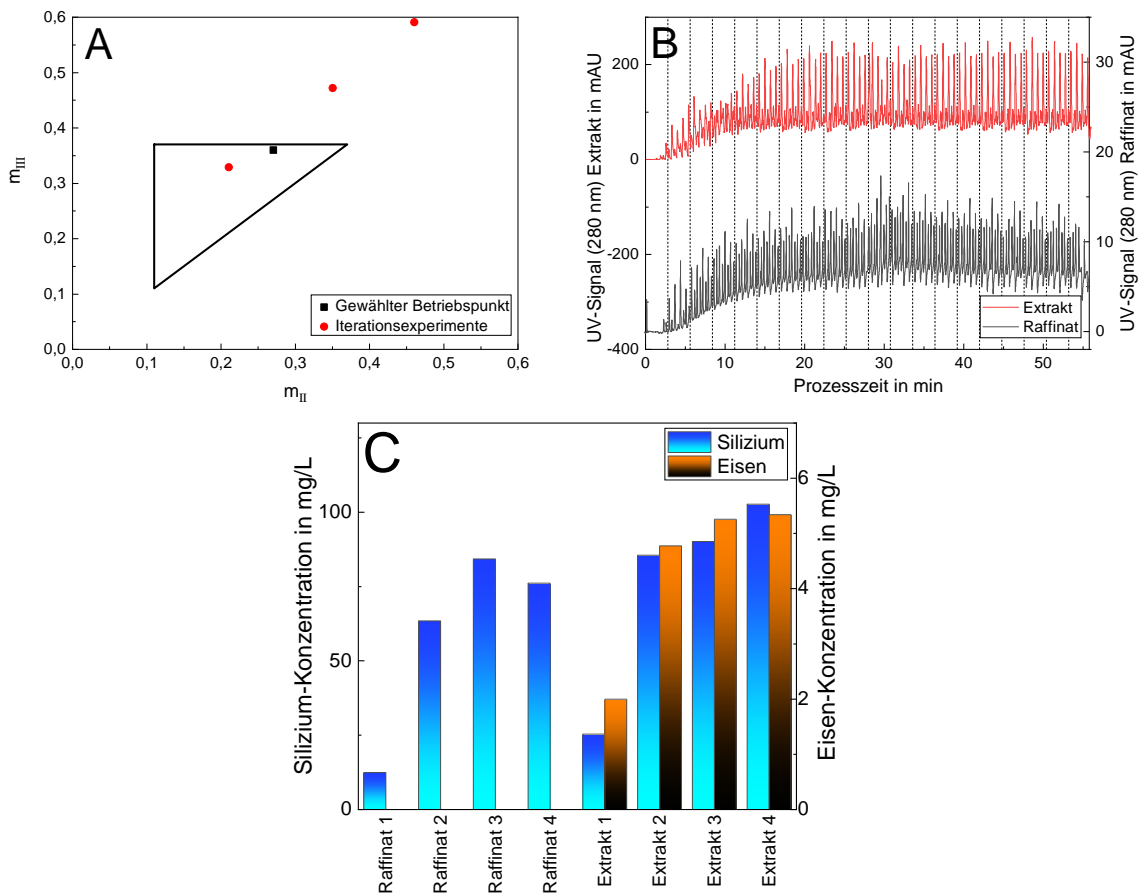 A
0,6
0,5
0,4
0,3
0,2
0,1
0,0
m_III
0,0 0,1 0,2 0,3 0,4 0,5 0,6
m_II
Gewählter Betriebspunkt
Iterationsexperimente
B
UV-Signal (280 nm) Extrakt in mAU
200
0
-200
-400
30
20
10
0
UV-Signal (280 nm) Raffinat in mAU
0 10 20 30 40 50
Prozesszeit in min
Extrakt
Raffinat
C
Silizium-Konzentration in mg/L
100
50
0
6
4
2
0
Eisen-Konzentration in mg/L
Silizium
Eisen
Raffinat 1
Raffinat 2
Raffinat 3
Raffinat 4
Extrakt 1
Extrakt 2
Extrakt 3
Extrakt 4